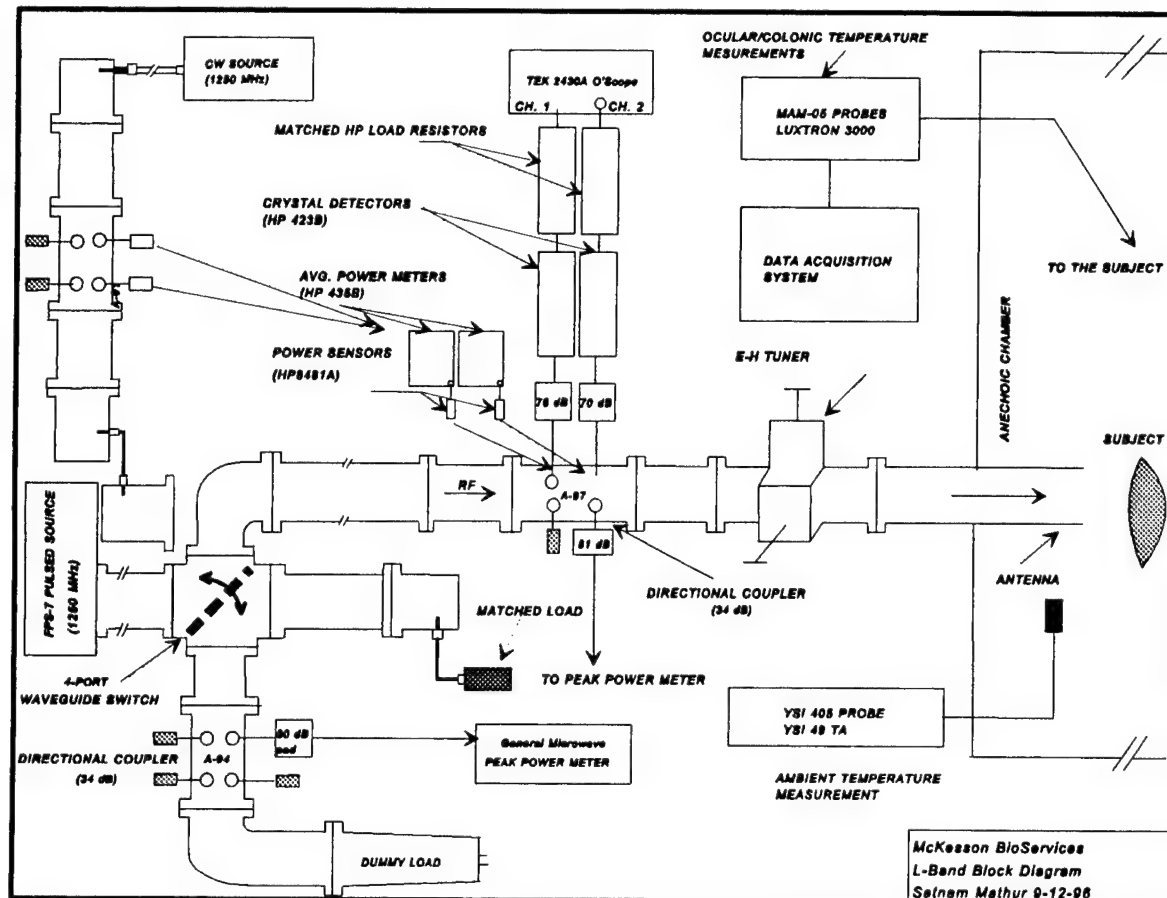 CW SOURCE
(1250 MHz)
TEK 2430A O'Scope
CH. 1
CH. 2
OCULAR/COLONIC TEMPERATURE
MESUREMENTS
MATCHED HP LOAD RESISTORS
MAM-05 PROBES
LUXTRON 3000
CRYSTAL DETECTORS
(HP 423B)
DATA ACQUISITION
SYSTEM
TO THE SUBJECT
AVG. POWER METERS
(HP 435B)
POWER SENSORS
(HP8481A)
E-H TUNER
ANECHOIC CHAMBER
76 dB
70 dB
SUBJECT
RF
A-97
51 dB
FPS-7 PULSED SOURCE
(1250 MHz)
ANTENNA
DIRECTIONAL COUPLER
(34 dB)
MATCHED LOAD
4-PORT
WAVEGUIDE SWITCH
TO PEAK POWER METER
YSI 405 PROBE
YSI 49 TA
DIRECTIONAL COUPLER
(34 dB)
A-94
pad
General Microwave
PEAK POWER METER
AMBIENT TEMPERATURE
MEASUREMENT
DUMMY LOAD
McKesson BioServices
L-Band Block Diagram
Satnam Mathur 9-12-96